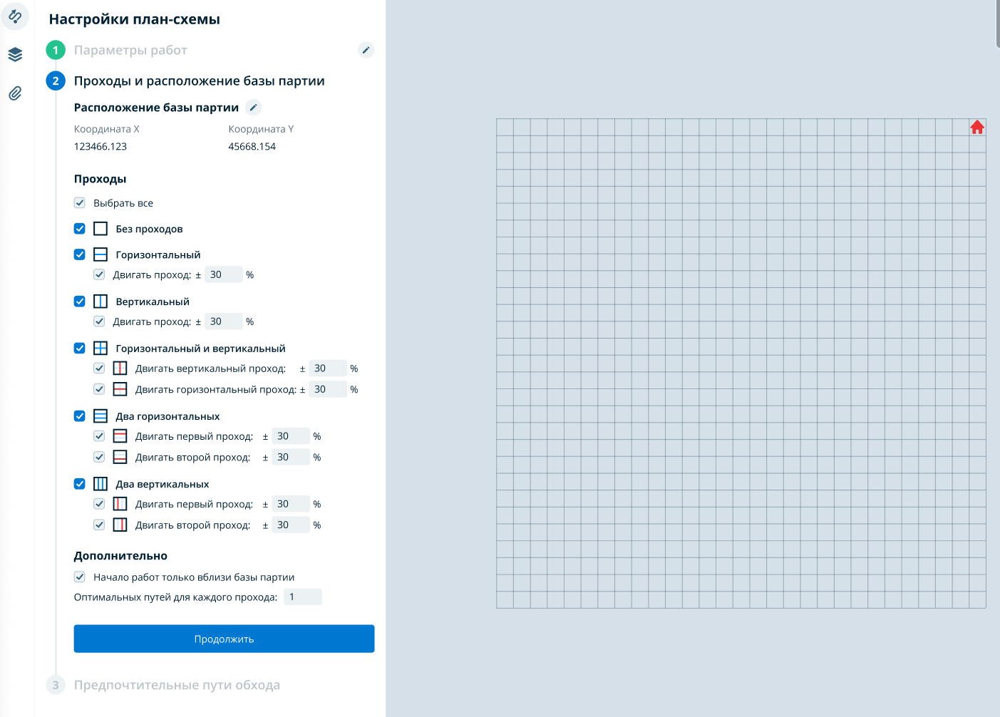 Настройки план-схемы
1 Параметры работ
2 Проходы и расположение базы партии
Расположение базы партии
Координата X Координата Y
123466.123 45668.154
Проходы
Выбрать все
Без проходов
Горизонтальный
Двигать проход: ± 30 %
Вертикальный
Двигать проход: ± 30 %
Горизонтальный и вертикальный
Двигать вертикальный проход: ± 30 %
Двигать горизонтальный проход: ± 30 %
Два горизонтальных
Двигать первый проход: ± 30 %
Двигать второй проход: ± 30 %
Два вертикальных
Двигать первый проход: ± 30 %
Двигать второй проход: ± 30 %
Дополнительно
Начало работ только вблизи базы партии
Оптимальных путей для каждого прохода: 1
Продолжить
3 Предпочтительные пути обхода